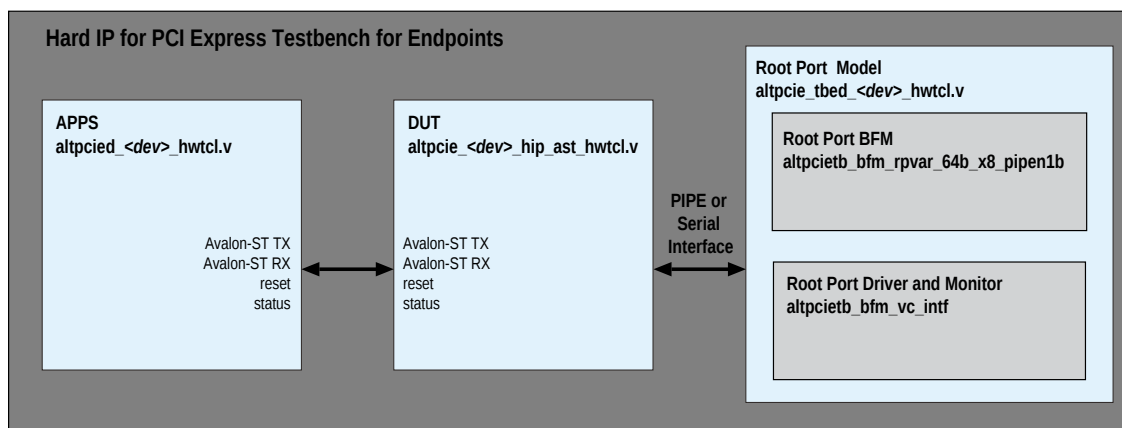 Hard IP for PCI Express Testbench for Endpoints
APPS
altpcied_<dev>_hwtcl.v
Avalon-ST TX
Avalon-ST RX
reset
status
DUT
altpcie_<dev>_hip_ast_hwtcl.v
Avalon-ST TX
Avalon-ST RX
reset
status
PIPE or
Serial
Interface
Root Port  Model
altpcie_tbed_<dev>_hwtcl.v
Root Port BFM
altpcietb_bfm_rpvar_64b_x8_pipen1b
Root Port Driver and Monitor
altpcietb_bfm_vc_intf